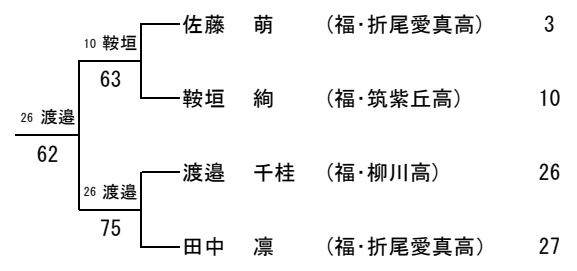 佐藤 萌 (福・折尾愛真高) 3
10 鞍垣
63
鞍垣 絢 (福・筑紫丘高) 10
26 渡邉
62
渡邉 千桂 (福・柳川高) 26
26 渡邉
75
田中 凛 (福・折尾愛真高) 27